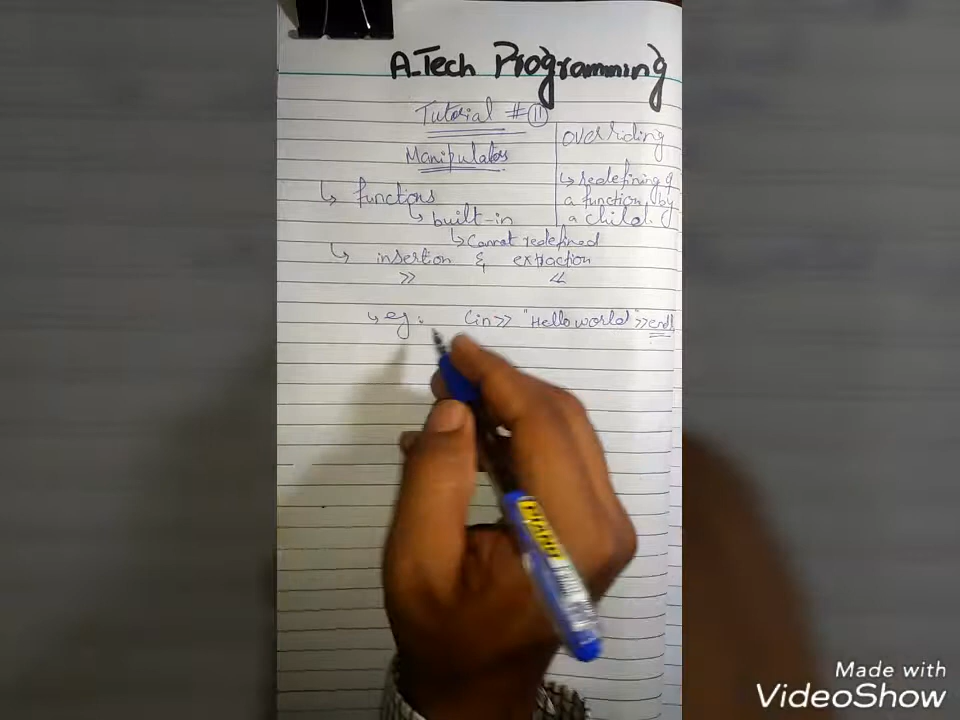 A-Tech Programming
Tutorial # 11
Manipulators
overriding
↳ redefining of
a function, by
a child.
↳ functions
↳ built-in
↳ Cannot redefined
↳ insertion & extraction
>> <<
↳ eg: Cin>> "Hello world" >> endl
PIANO
Made with
VideoShow